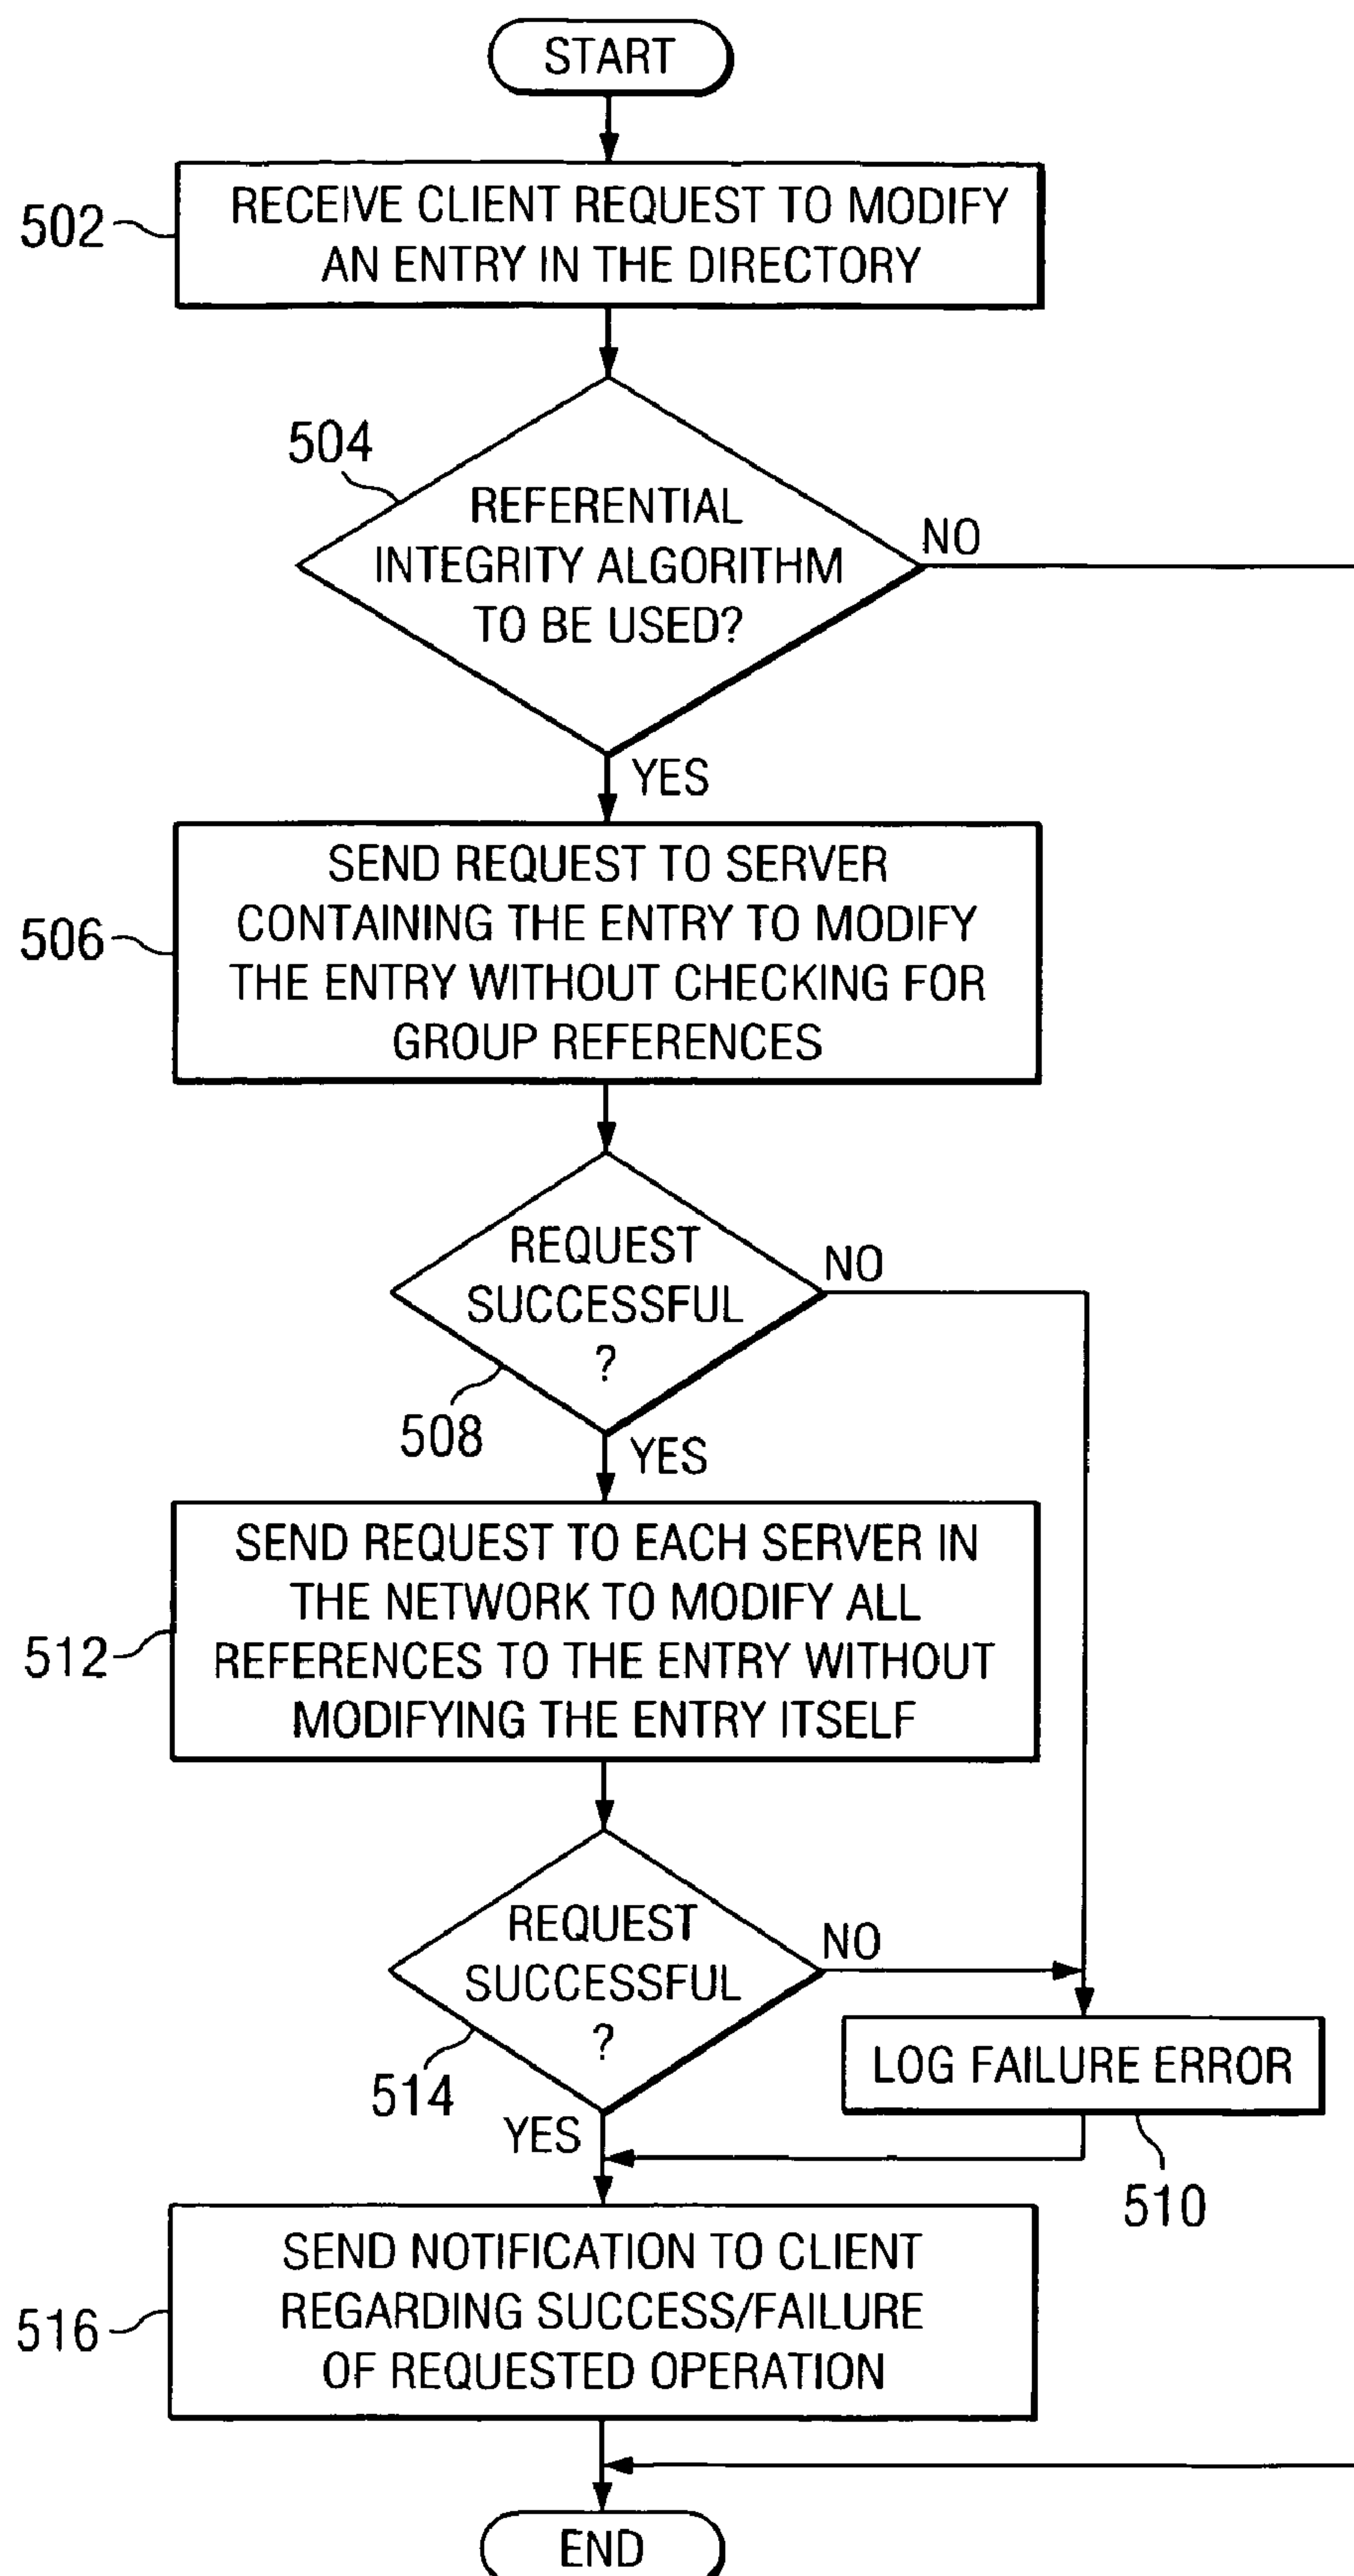 START
502
RECEIVE CLIENT REQUEST TO MODIFY
AN ENTRY IN THE DIRECTORY
504
REFERENTIAL
INTEGRITY ALGORITHM
TO BE USED?
NO
YES
506
SEND REQUEST TO SERVER
CONTAINING THE ENTRY TO MODIFY
THE ENTRY WITHOUT CHECKING FOR
GROUP REFERENCES
REQUEST
SUCCESSFUL
?
NO
508
YES
512
SEND REQUEST TO EACH SERVER IN
THE NETWORK TO MODIFY ALL
REFERENCES TO THE ENTRY WITHOUT
MODIFYING THE ENTRY ITSELF
REQUEST
SUCCESSFUL
?
NO
514
YES
LOG FAILURE ERROR
510
516
SEND NOTIFICATION TO CLIENT
REGARDING SUCCESS/FAILURE
OF REQUESTED OPERATION
END